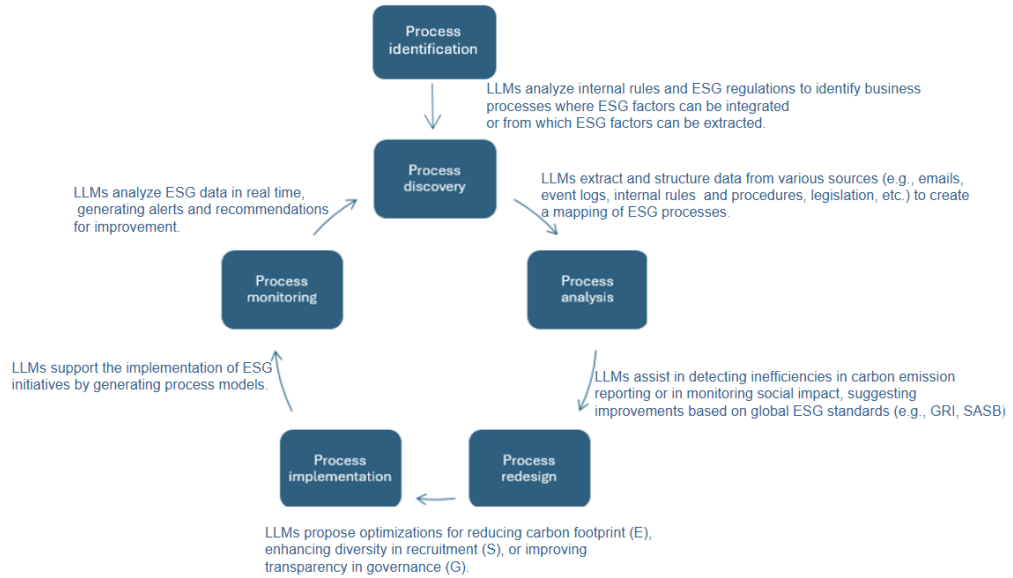 Process
identification
LLMs analyze internal rules and ESG regulations to identify business
processes where ESG factors can be integrated
or from which ESG factors can be extracted.
Process
discovery
LLMs extract and structure data from various sources (e.g., emails,
event logs, internal rules and procedures, legislation, etc.) to create
a mapping of ESG processes.
LLMs analyze ESG data in real time,
generating alerts and recommendations
for improvement.
Process
monitoring
Process
analysis
LLMs support the implementation of ESG
initiatives by generating process models.
LLMs assist in detecting inefficiencies in carbon emission
reporting or in monitoring social impact, suggesting
improvements based on global ESG standards (e.g., GRI, SASB)
Process
implementation
Process
redesign
LLMs propose optimizations for reducing carbon footprint (E),
enhancing diversity in recruitment (S), or improving
transparency in governance (G).